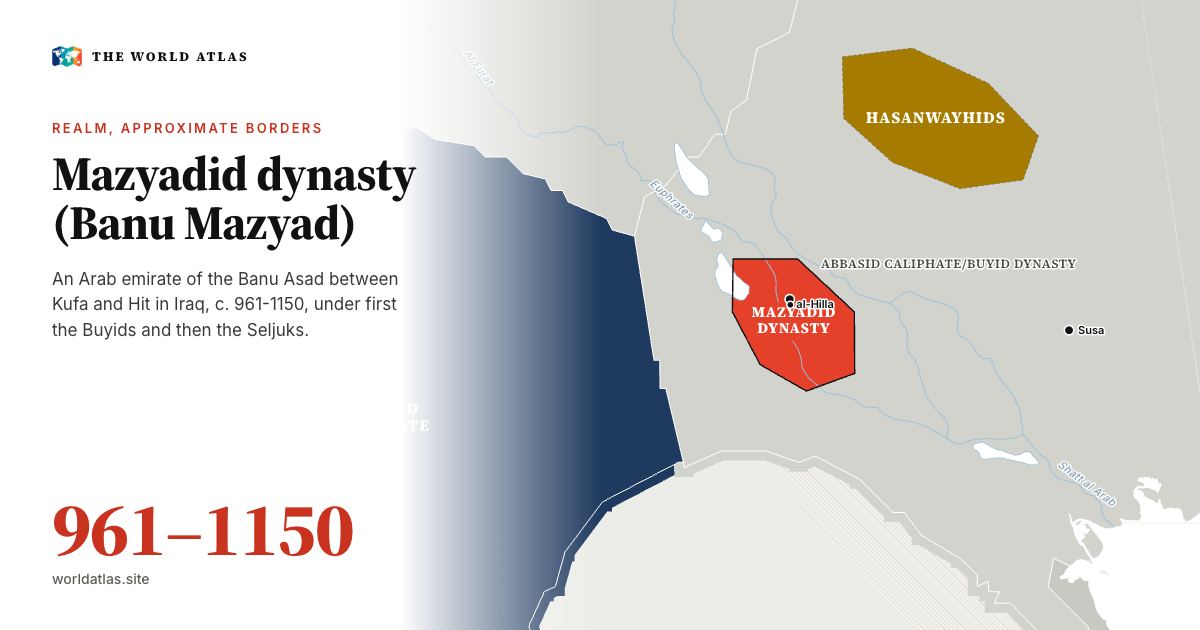 THE WORLD ATLAS
REALM, APPROXIMATE BORDERS
Mazyadid dynasty
(Banu Mazyad)
An Arab emirate of the Banu Asad between
Kufa and Hit in Iraq, c. 961-1150, under first
the Buyids and then the Seljuks.
961–1150
worldatlas.site
Al Furat
Euphrates
HASANWAYHIDS
ABBASID CALIPHATE/BUYID DYNASTY
al-Hilla
MAZYADID
DYNASTY
Susa
Shatt al Arab